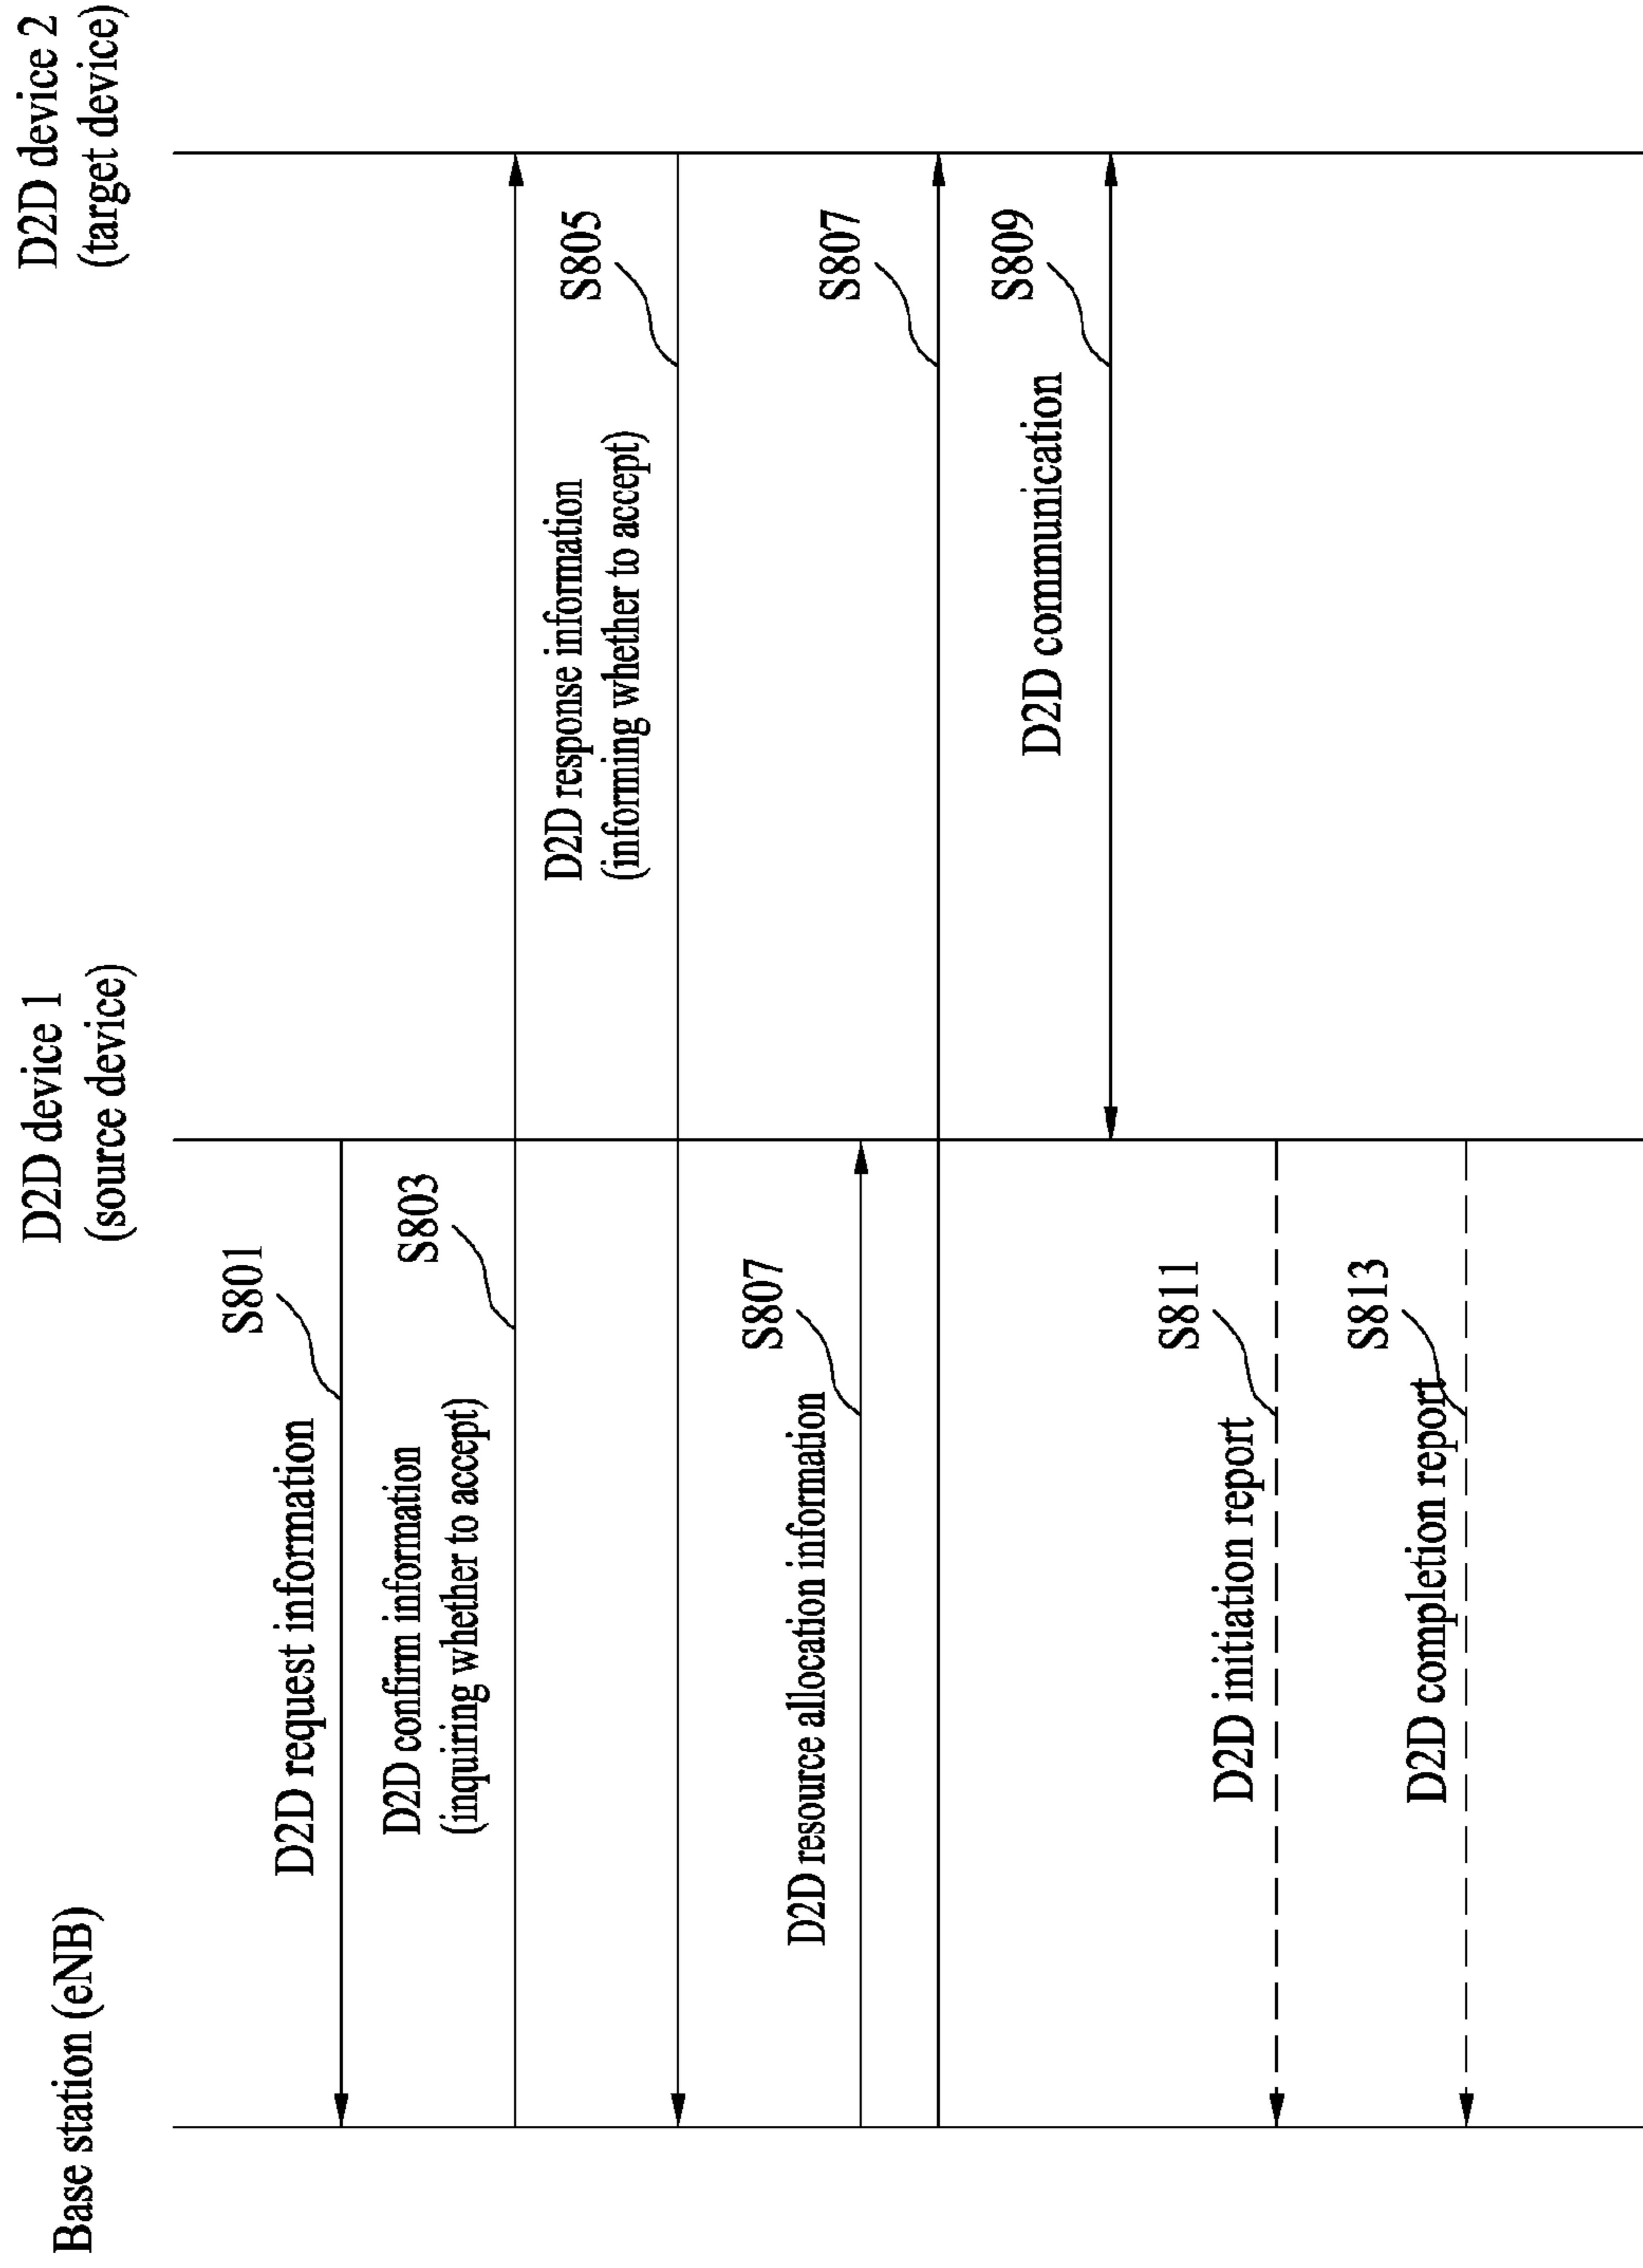 Base station (eNB)
D2D device 1
(source device)
D2D device 2
(target device)
S801
D2D request information
S803
D2D confirm information
(inquiring whether to accept)
D2D response information
(informing whether to accept)
S805
S807
D2D resource allocation information
S807
S809
D2D communication
S811
D2D initiation report
S813
D2D completion report